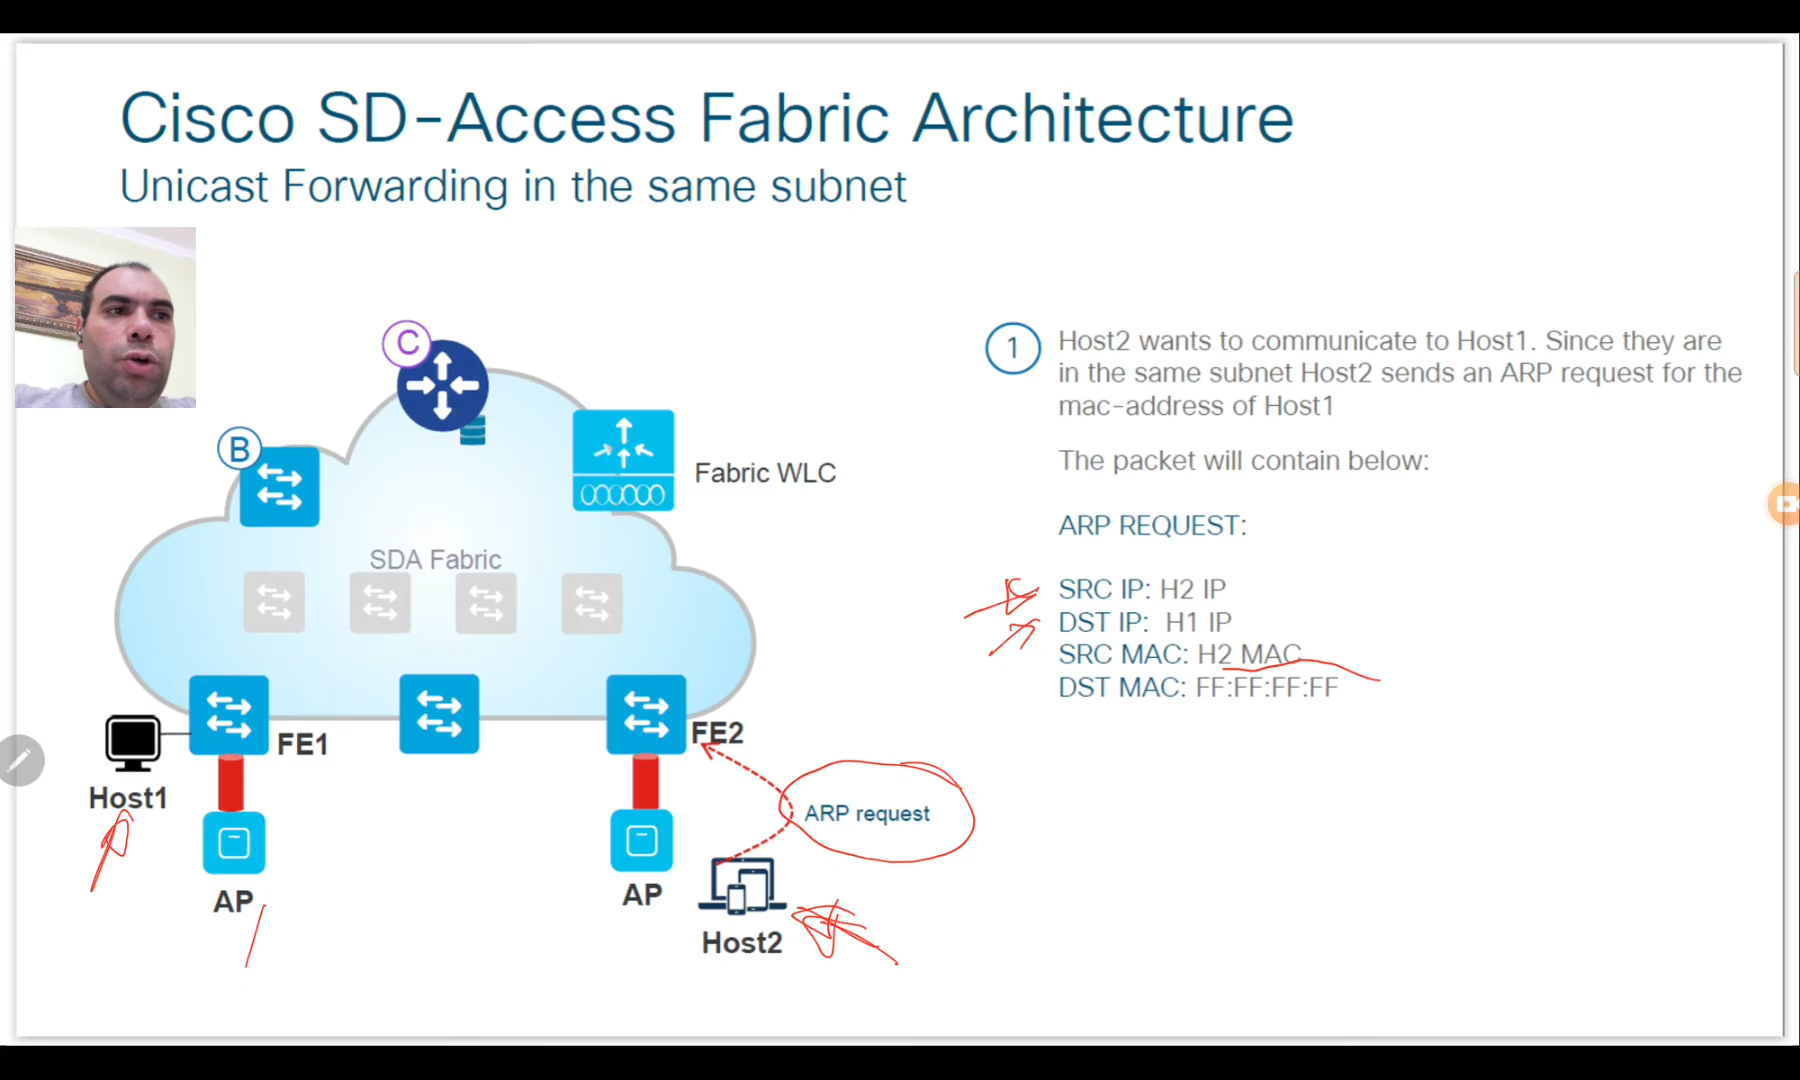 Cisco SD-Access Fabric Architecture
Unicast Forwarding in the same subnet
C
B
Fabric WLC
SDA Fabric
FE1
FE2
Host1
AP
AP
ARP request
Host2
1
Host2 wants to communicate to Host1. Since they are
in the same subnet Host2 sends an ARP request for the
mac-address of Host1
The packet will contain below:
ARP REQUEST:
SRC IP: H2 IP
DST IP: H1 IP
SRC MAC: H2 MAC
DST MAC: FF:FF:FF:FF